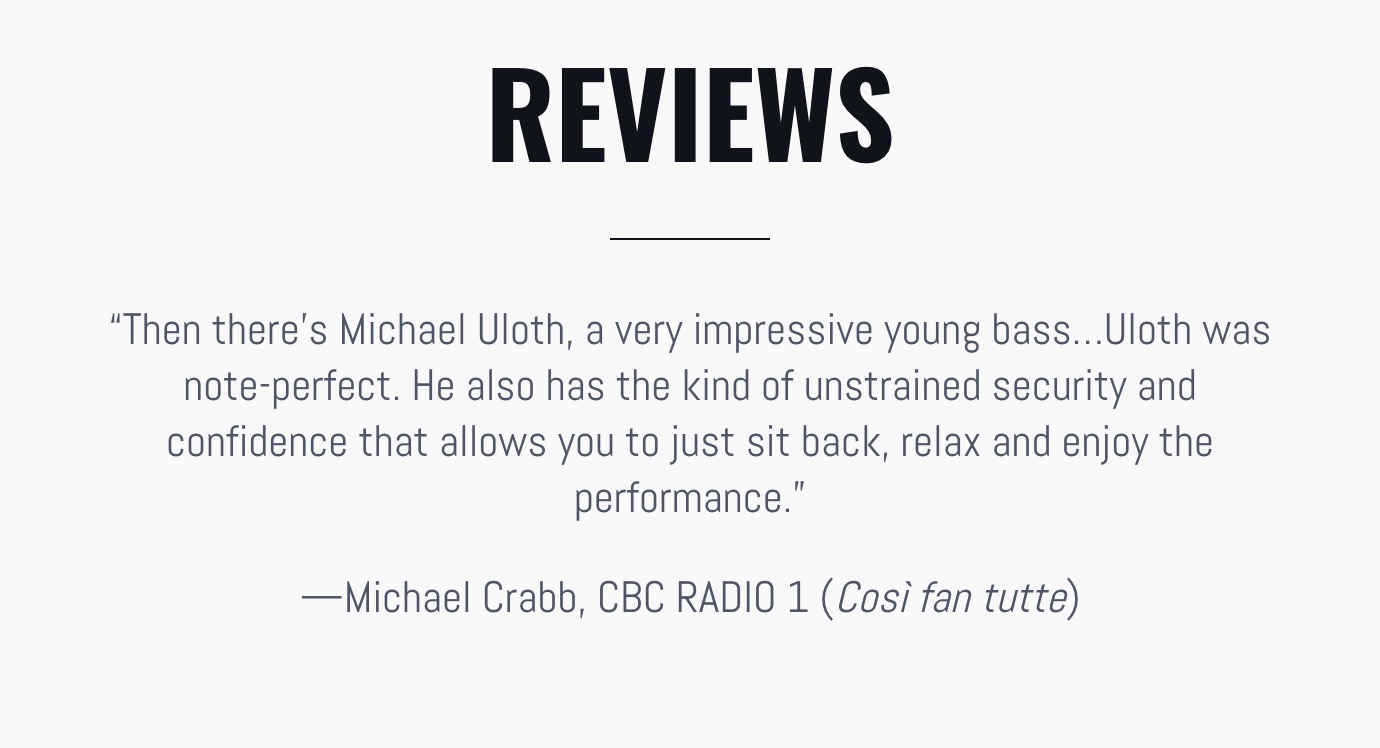 REVIEWS
“Then there’s Michael Uloth, a very impressive young bass…Uloth was
note-perfect. He also has the kind of unstrained security and
confidence that allows you to just sit back, relax and enjoy the
performance.”
—Michael Crabb, CBC RADIO 1 (Così fan tutte)